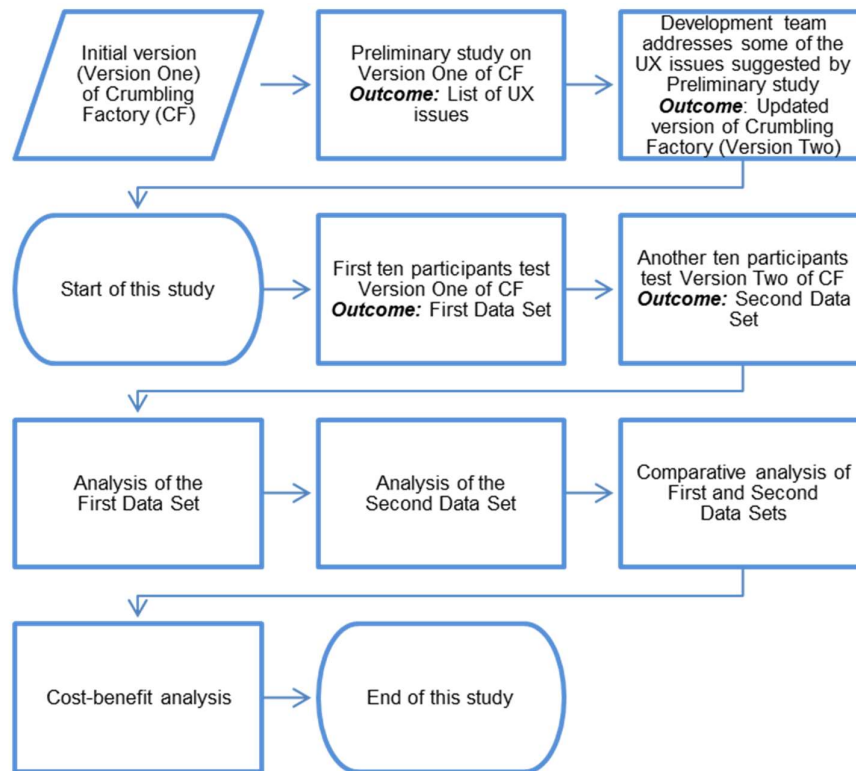 Initial version
(Version One)
of Crumbling
Factory (CF)
Preliminary study on
Version One of CF
Outcome: List of UX
issues
Development team
addresses some of the
UX issues suggested by
Preliminary study
Outcome: Updated
version of Crumbling
Factory (Version Two)
Start of this study
First ten participants test
Version One of CF
Outcome: First Data Set
Another ten participants
test Version Two of CF
Outcome: Second Data
Set
Analysis of the
First Data Set
Analysis of the
Second Data Set
Comparative analysis of
First and Second
Data Sets
Cost-benefit analysis
End of this study